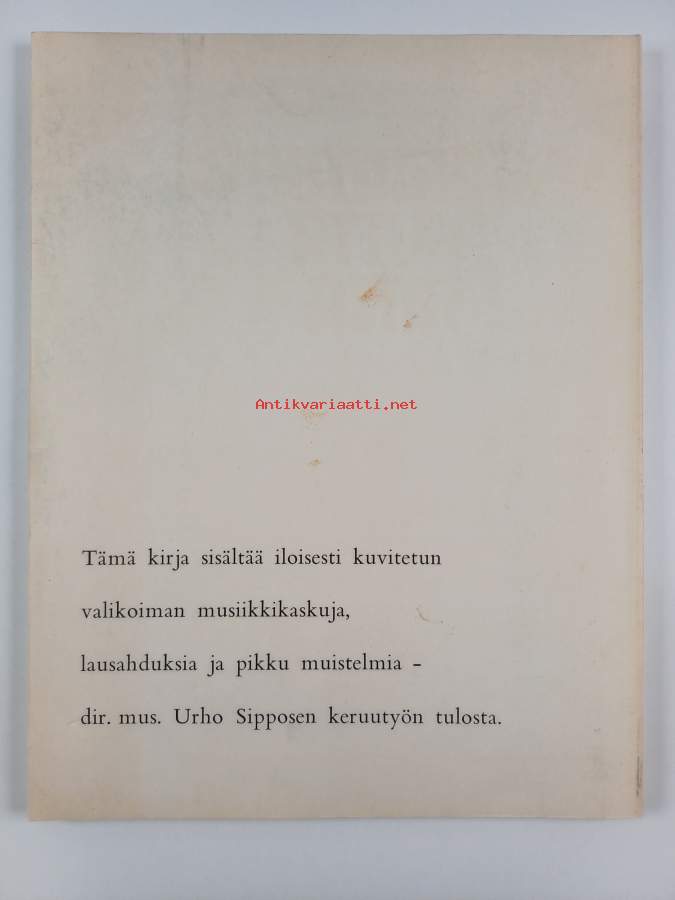 Antikvariaatti.net
Tämä kirja sisältää iloisesti kuvitetun
valikoiman musiikkikaskuja,
lausahduksia ja pikku muistelmia -
dir. mus. Urho Sipposen keruutyön tulosta.